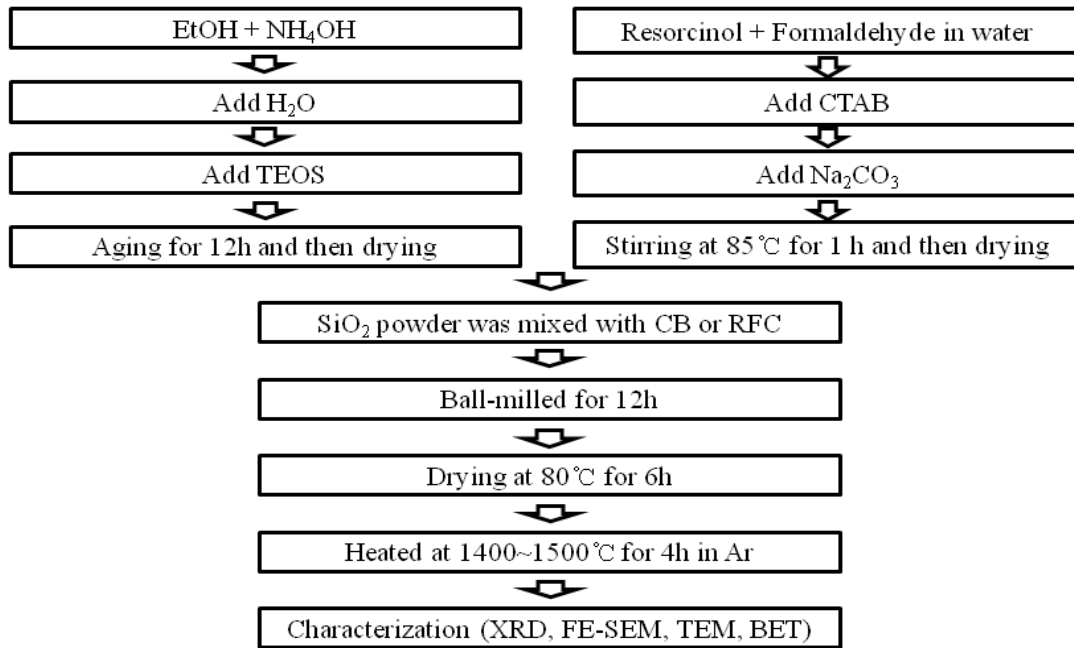 EtOH + NH₄OH
Add H₂O
Add TEOS
Aging for 12h and then drying
Resorcinol + Formaldehyde in water
Add CTAB
Add Na₂CO₃
Stirring at 85℃ for 1 h and then drying
SiO₂ powder was mixed with CB or RFC
Ball-milled for 12h
Drying at 80℃ for 6h
Heated at 1400~1500℃ for 4h in Ar
Characterization (XRD, FE-SEM, TEM, BET)